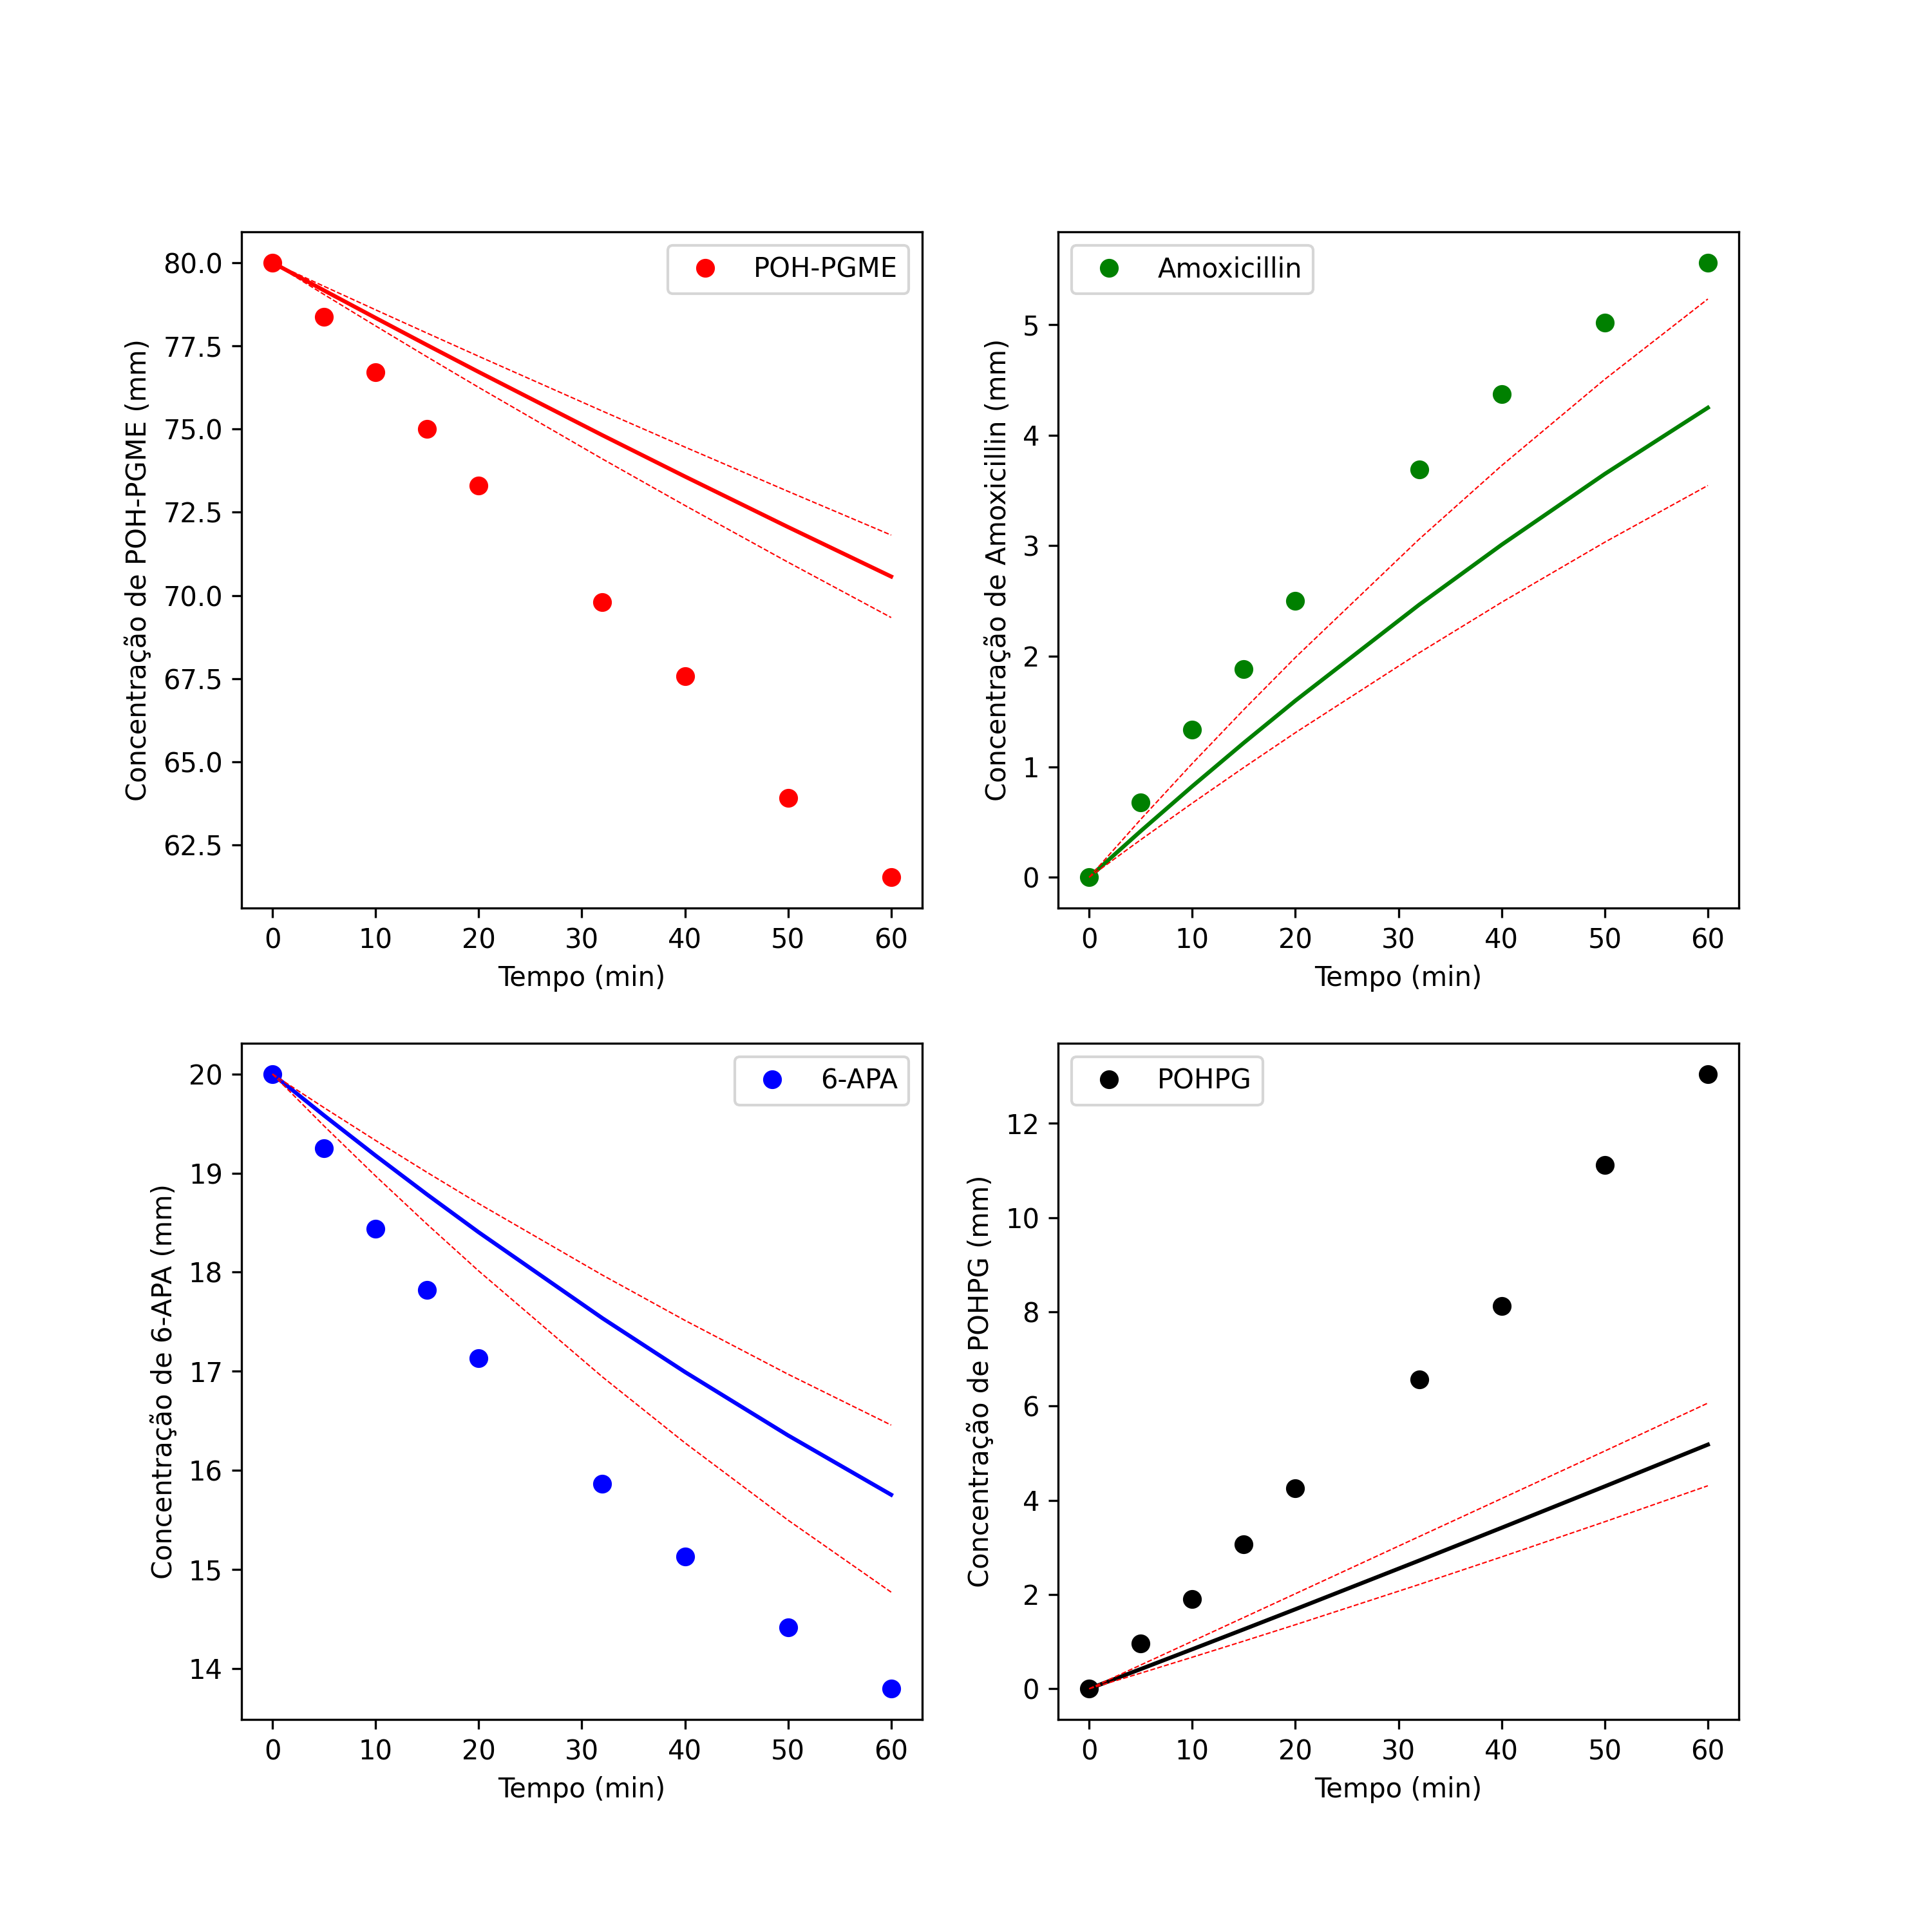 Concentração de POH-PGME (mm)
80.0
77.5
75.0
72.5
70.0
67.5
65.0
62.5
POH-PGME
0 10 20 30 40 50 60
Tempo (min)
Concentração de Amoxicillin (mm)
5
4
3
2
1
0
Amoxicillin
0 10 20 30 40 50 60
Tempo (min)
Concentração de 6-APA (mm)
20
19
18
17
16
15
14
6-APA
0 10 20 30 40 50 60
Tempo (min)
Concentração de POHPG (mm)
12
10
8
6
4
2
0
POHPG
0 10 20 30 40 50 60
Tempo (min)